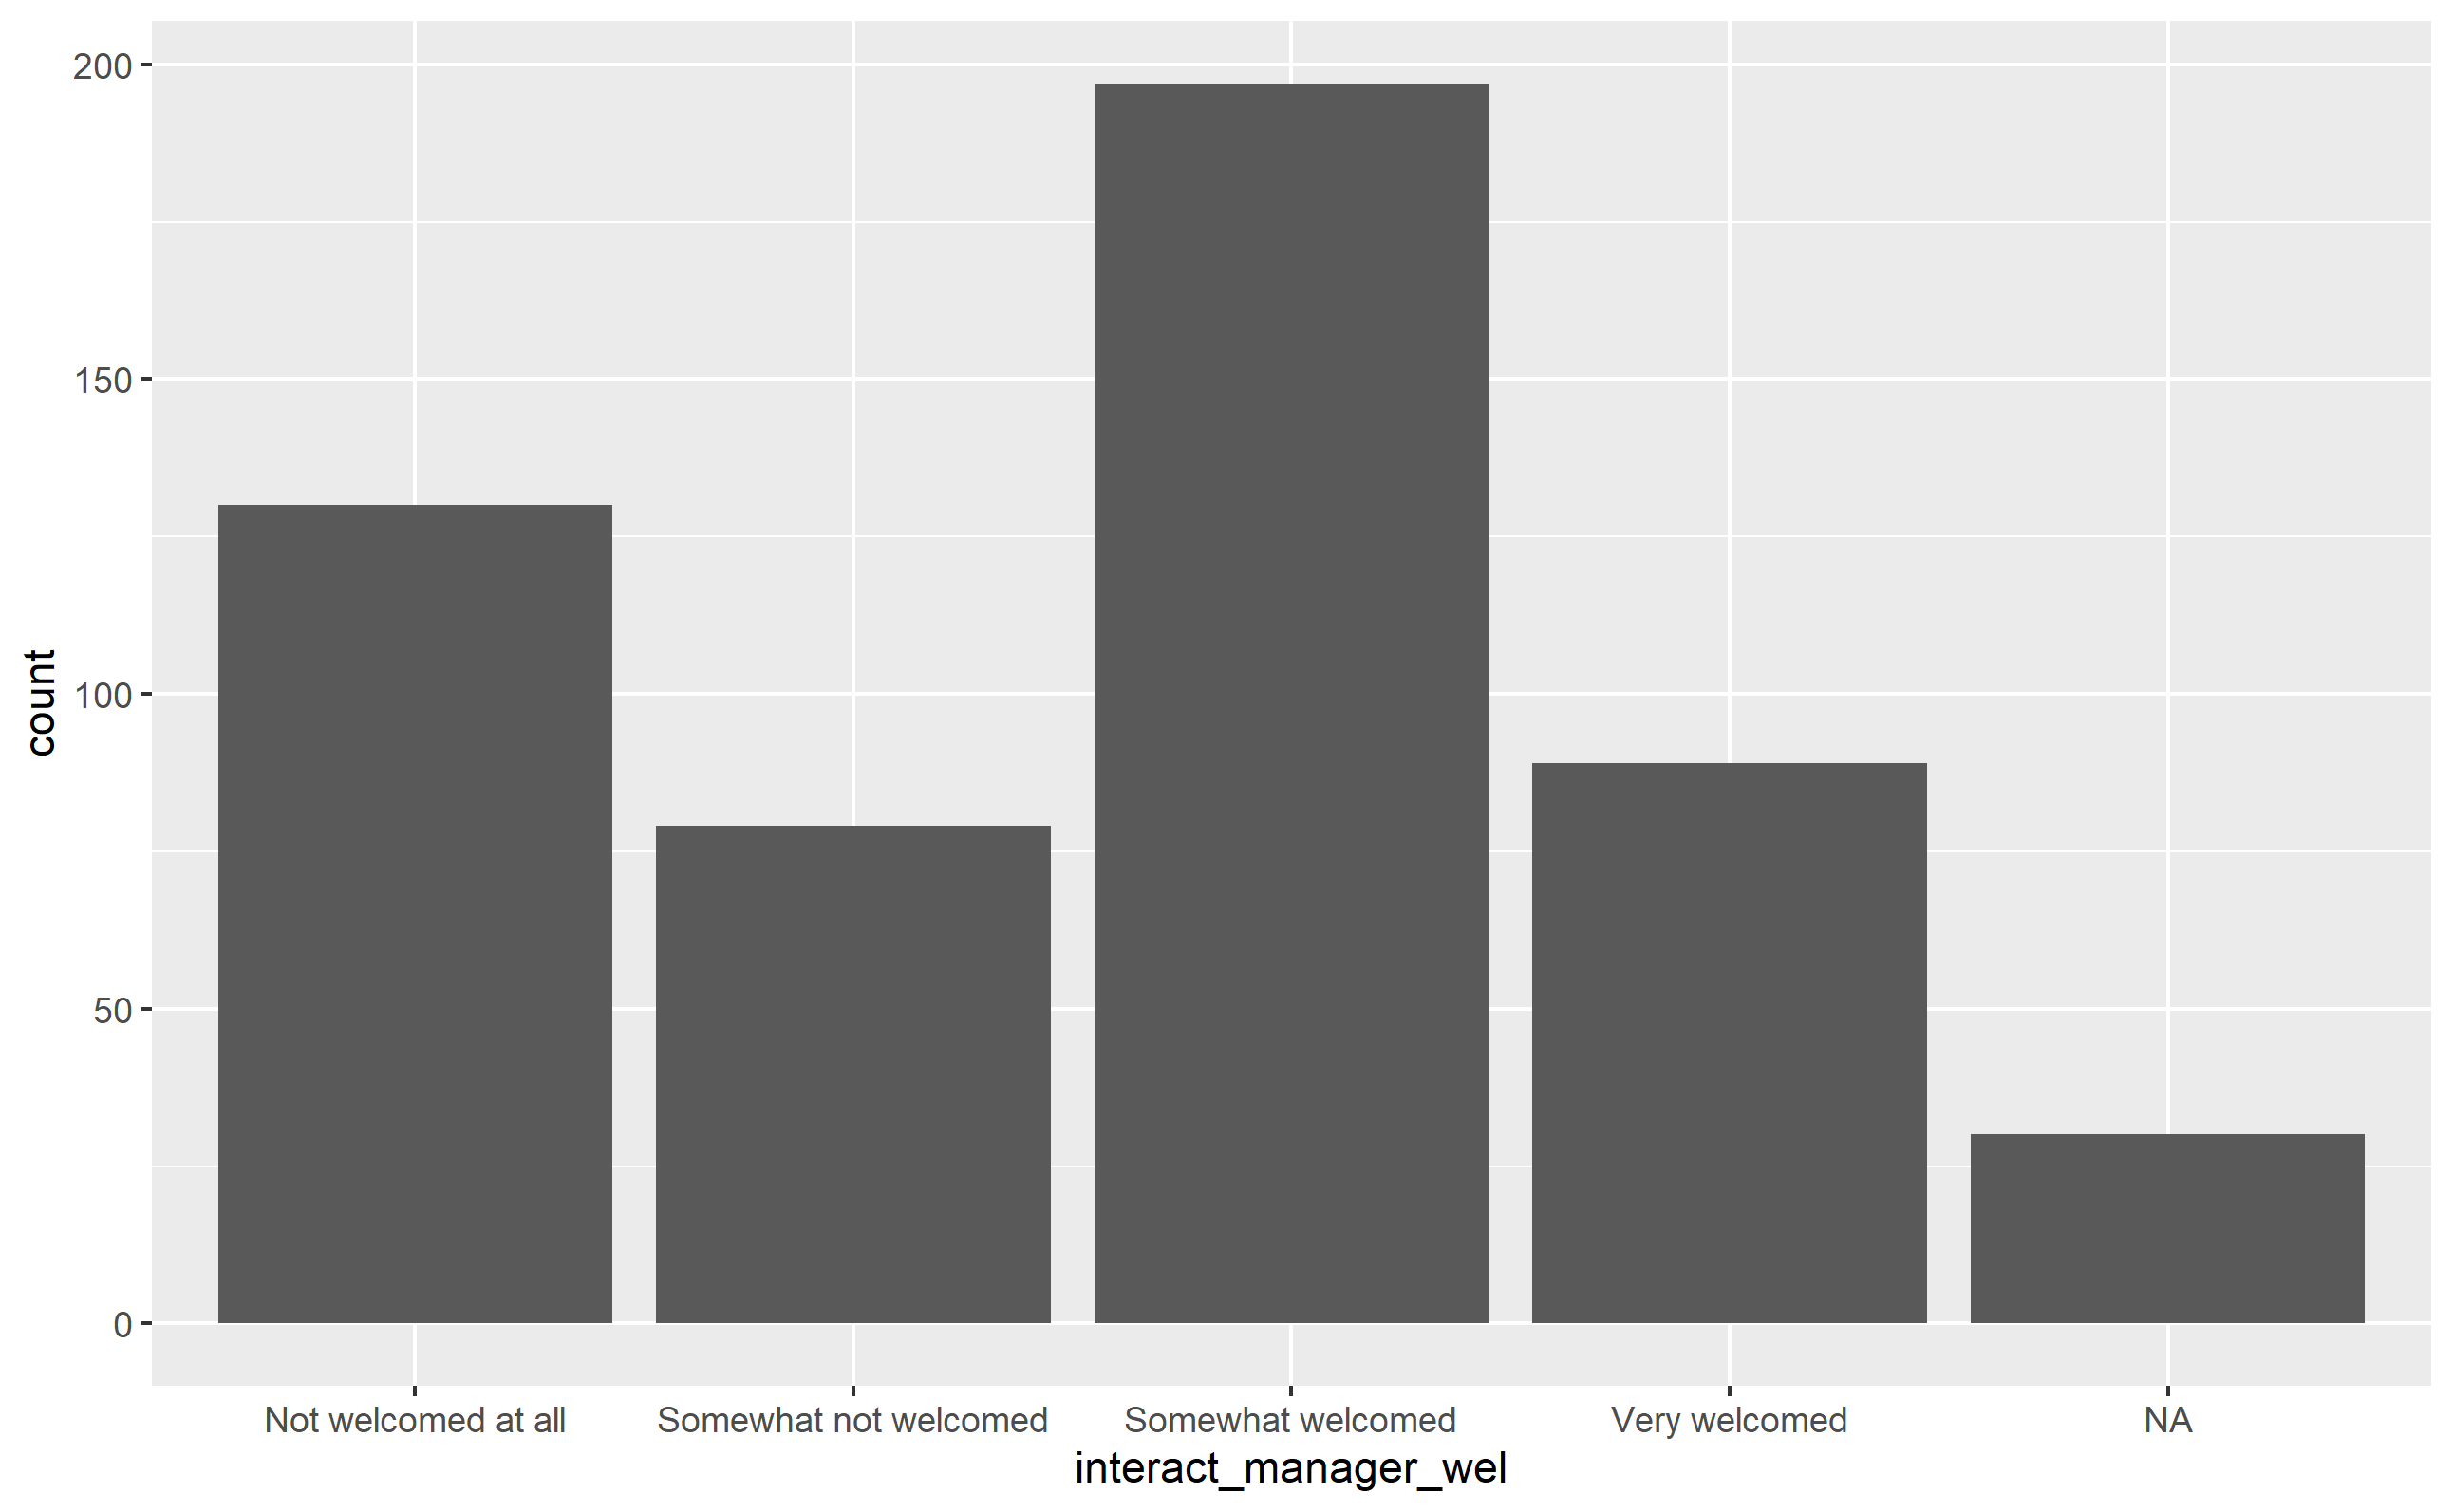 200
150
100
50
0
count
Not welcomed at all
Somewhat not welcomed
Somewhat welcomed
Very welcomed
NA
interact_manager_wel